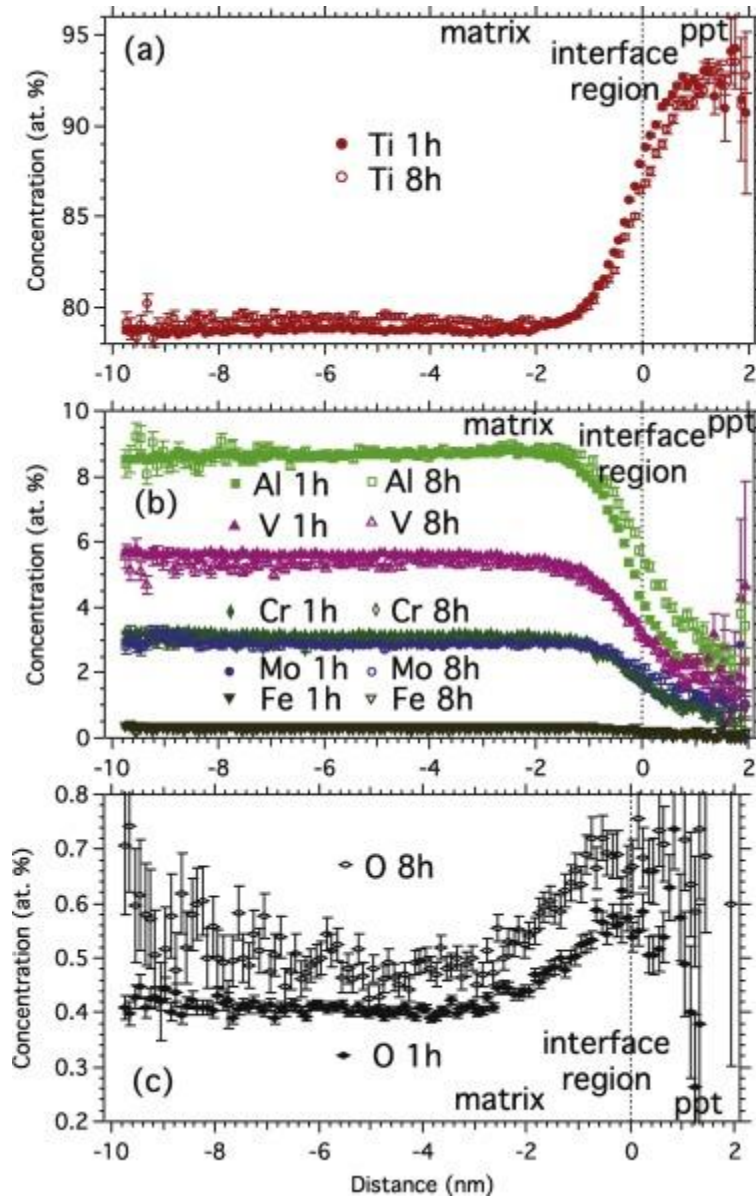 (a)
matrix
interface
region
ppt
Ti 1h
Ti 8h
Concentration (at. %)
95
90
85
80
-10 -8 -6 -4 -2 0 2
(b)
matrix
interface
region
ppt
Al 1h Al 8h
V 1h V 8h
Cr 1h Cr 8h
Mo 1h Mo 8h
Fe 1h Fe 8h
Concentration (at. %)
10
8
6
4
2
0
-10 -8 -6 -4 -2 0 2
O 8h
O 1h
interface
region
(c)
matrix
ppt
Concentration (at. %)
0.8
0.7
0.6
0.5
0.4
0.3
0.2
-10 -8 -6 -4 -2 0 2
Distance (nm)